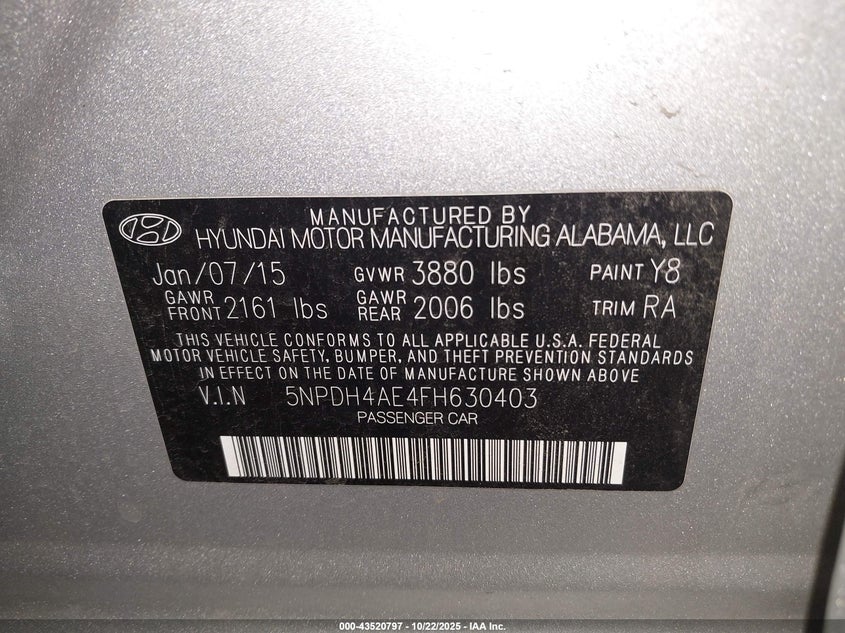 MANUFACTURED BY
HYUNDAI MOTOR MANUFACTURING ALABAMA, LLC
Jan/07/15 GVWR 3880 lbs PAINT Y8
GAWR FRONT 2161 lbs GAWR REAR 2006 lbs TRIM RA
THIS VEHICLE CONFORMS TO ALL APPLICABLE U.S.A. FEDERAL
MOTOR VEHICLE SAFETY, BUMPER, AND THEFT PREVENTION STANDARDS
IN EFFECT ON THE DATE OF MANUFACTURE SHOWN ABOVE
V.I.N 5NPDH4AE4FH630403
PASSENGER CAR
000-43520797 - 10/22/2025 - IAA Inc.